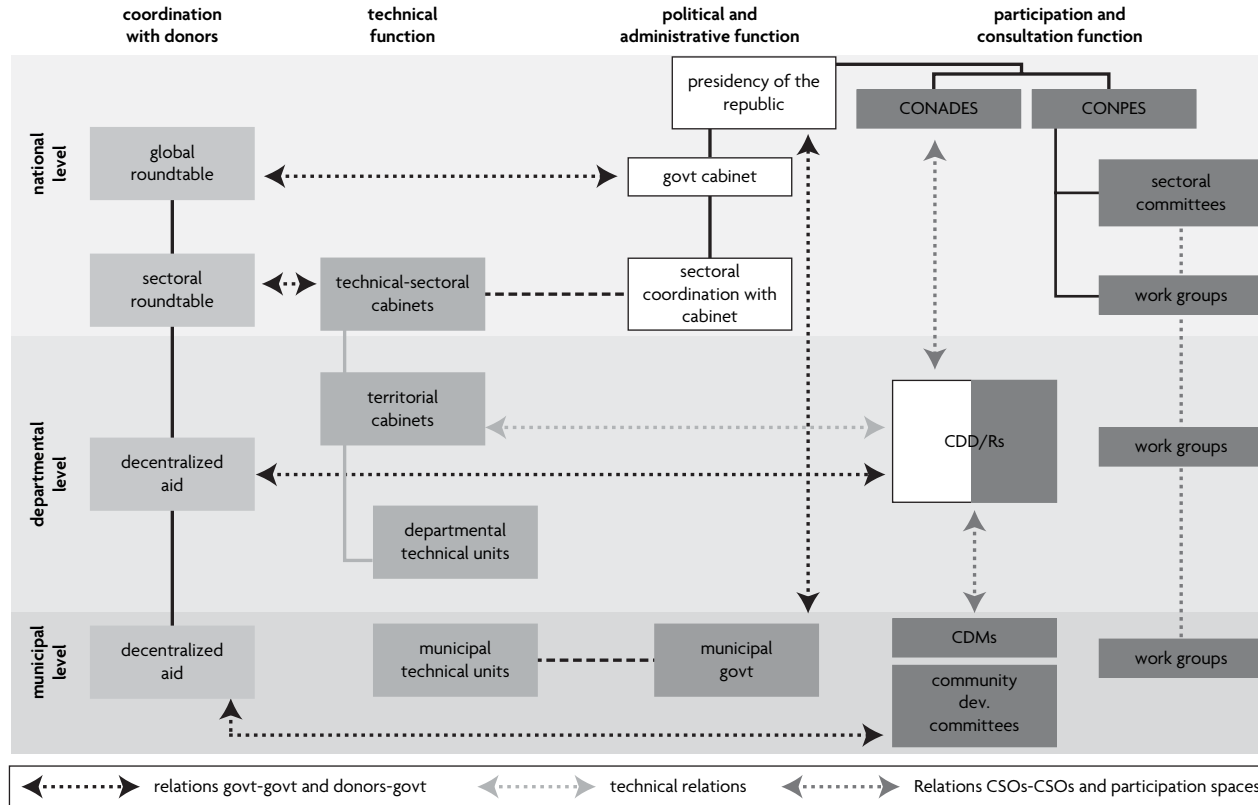 coordination
with donors
technical
function
political and
administrative function
participation and
consultation function
national
level
presidency of the
republic
CONADES
CONPES
global
roundtable
govt cabinet
sectoral
committees
sectoral
roundtable
technical-sectoral
cabinets
sectoral
coordination with
cabinet
work groups
departmental
level
territorial
cabinets
CDD/Rs
work groups
decentralized
aid
departmental
technical units
municipal
level
decentralized
aid
municipal
technical units
municipal
govt
CDMs
community
dev.
committees
work groups
relations govt-govt and donors-govt
technical relations
Relations CSOs-CSOs and participation spaces